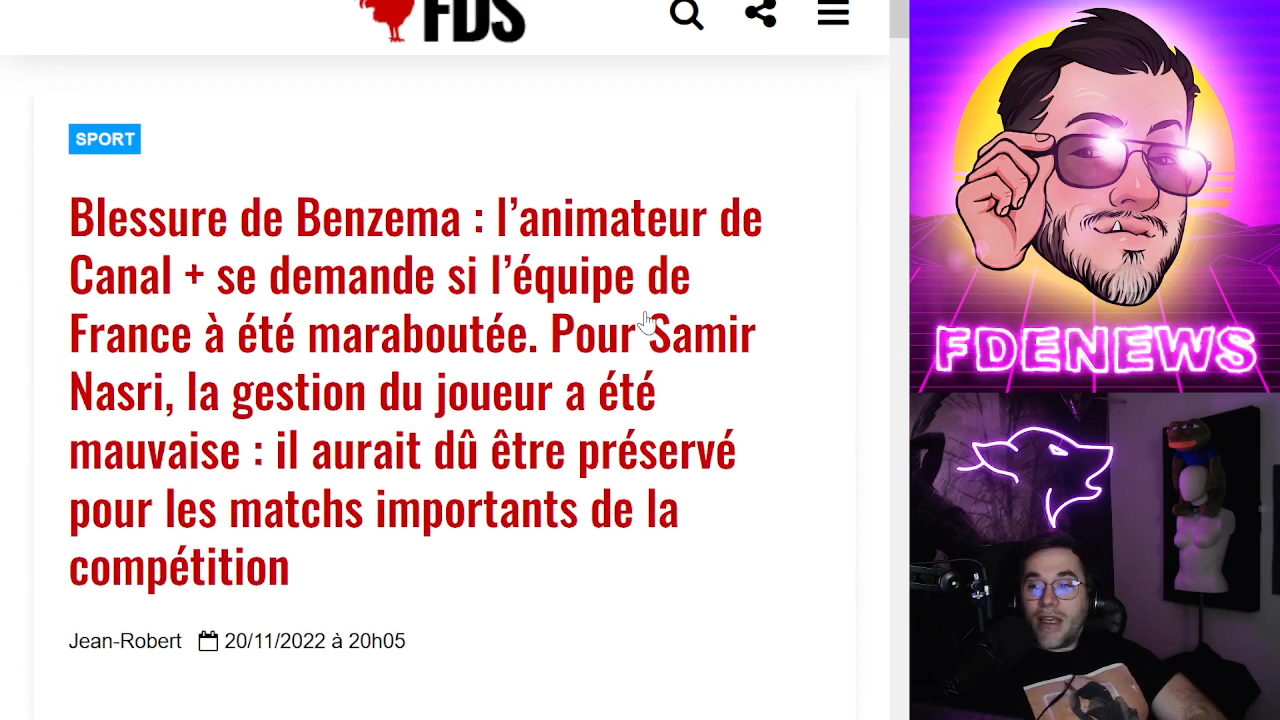 FDS
SPORT
Blessure de Benzema : l’animateur de
Canal + se demande si l’équipe de
France à été maraboutée. Pour Samir
Nasri, la gestion du joueur a été
mauvaise : il aurait dû être préservé
pour les matchs importants de la
compétition
Jean-Robert 20/11/2022 à 20h05
FDENEWS